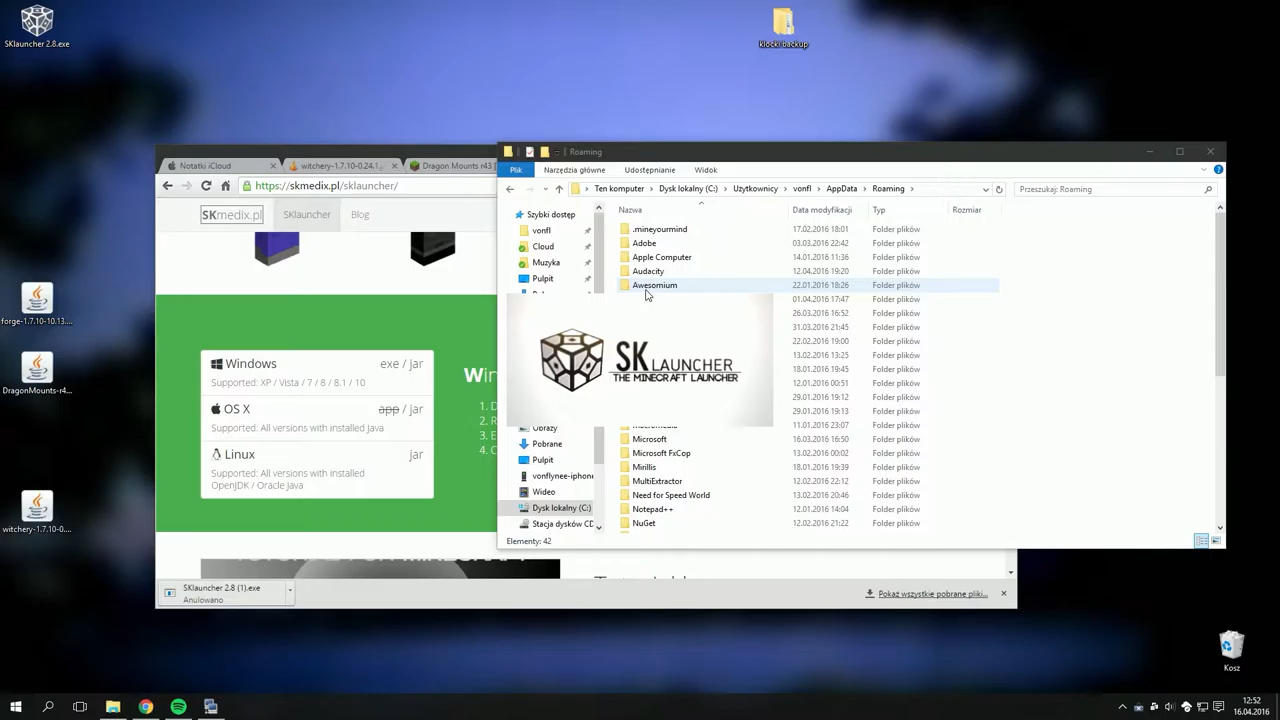 SKlauncher 2.8.exe
klocki backup
forge-1.7.10-10.13....
DragonMounts-r4...
witchery-1.7.10-0....
Kosz
Notatki iCloud
witchery-1.7.10-0.24.1
Dragon Mounts r43 [
https://skmedix.pl/sklauncher/
SKmedix.pl
SKlauncher
Blog
Windows
exe / jar
Supported: XP / Vista / 7 / 8 / 8.1 / 10
OS X
app / jar
Supported: All versions with installed Java
Linux
jar
Supported: All versions with installed
OpenJDK / Oracle Java
1. D
2. R
3. E
4. C
SKlauncher 2.8 (1).exe
Anulowano
Pokaż wszystkie pobrane pliki...
Roaming
Plik
Narzędzia główne
Udostępnianie
Widok
Ten komputer
Dysk lokalny (C:)
Użytkownicy
vonfl
AppData
Roaming
Przeszukaj: Roaming
Szybki dostęp
vonfl
Cloud
Muzyka
Pulpit
Obrazy
Pobrane
Pulpit
vonflynee-iphone
Wideo
Dysk lokalny (C:)
Stacja dysków CD
Nazwa Data modyfikacji Typ Rozmiar
.mineyourmind 17.02.2016 18:01 Folder plików
Adobe 03.03.2016 22:42 Folder plików
Apple Computer 14.01.2016 11:36 Folder plików
Audacity 12.04.2016 19:20 Folder plików
Awesomium 22.01.2016 18:26 Folder plików
01.04.2016 17:47 Folder plików
26.03.2016 16:52 Folder plików
31.03.2016 21:45 Folder plików
22.02.2016 19:00 Folder plików
13.02.2016 13:25 Folder plików
18.01.2016 19:45 Folder plików
12.01.2016 00:51 Folder plików
29.01.2016 19:12 Folder plików
29.01.2016 19:13 Folder plików
11.01.2016 23:07 Folder plików
Microsoft 16.03.2016 16:50 Folder plików
Microsoft FxCop 13.02.2016 00:02 Folder plików
Mirillis 18.01.2016 19:39 Folder plików
MultiExtractor 12.02.2016 22:12 Folder plików
Need for Speed World 13.02.2016 20:46 Folder plików
Notepad++ 12.01.2016 14:04 Folder plików
NuGet 12.02.2016 21:22 Folder plików
Elementy: 42
SKLAUNCHER
THE MINECRAFT LAUNCHER
12:52
16.04.2016